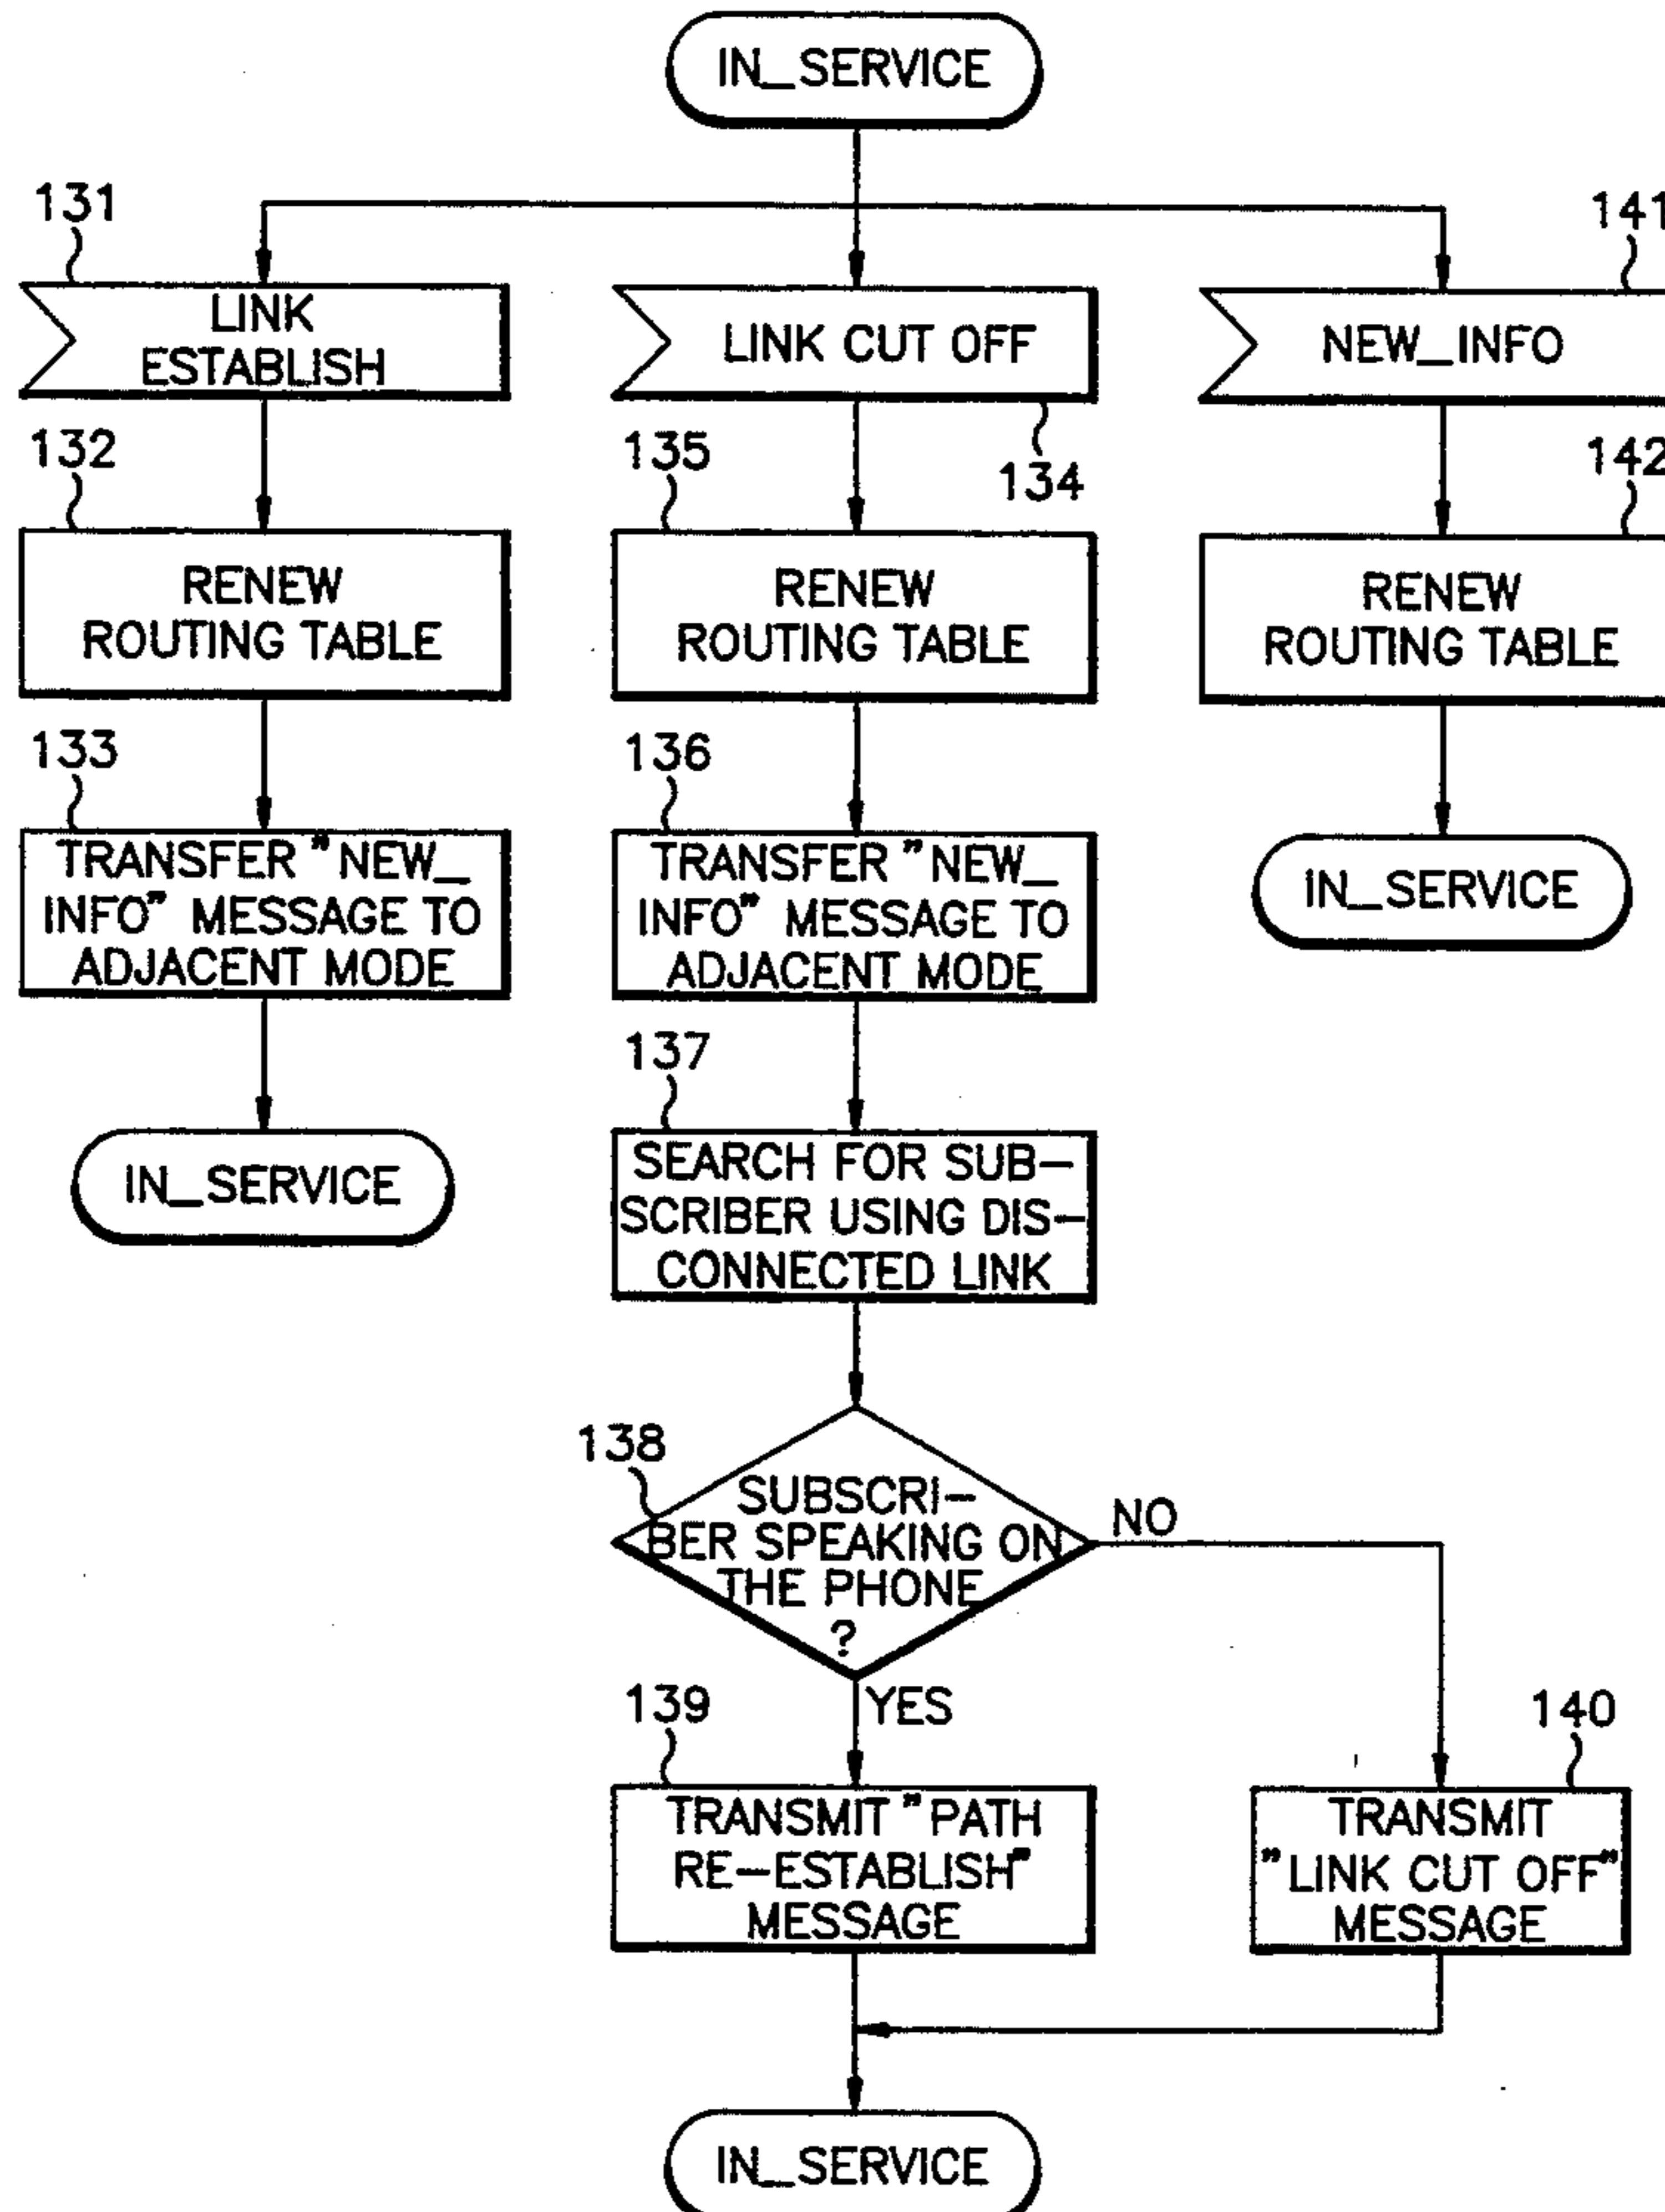 IN_SERVICE
131
LINK
ESTABLISH
LINK CUT OFF
134
141
NEW_INFO
132
RENEW
ROUTING TABLE
135
RENEW
ROUTING TABLE
142
RENEW
ROUTING TABLE
133
TRANSFER "NEW_
INFO" MESSAGE TO
ADJACENT MODE
136
TRANSFER "NEW_
INFO" MESSAGE TO
ADJACENT MODE
IN_SERVICE
IN_SERVICE
137
SEARCH FOR SUB-
SCRIBER USING DIS-
CONNECTED LINK
138
SUBSCRI-
BER SPEAKING ON
THE PHONE
?
NO
YES
139
TRANSMIT "PATH
RE-ESTABLISH"
MESSAGE
140
TRANSMIT
"LINK CUT OFF"
MESSAGE
IN_SERVICE